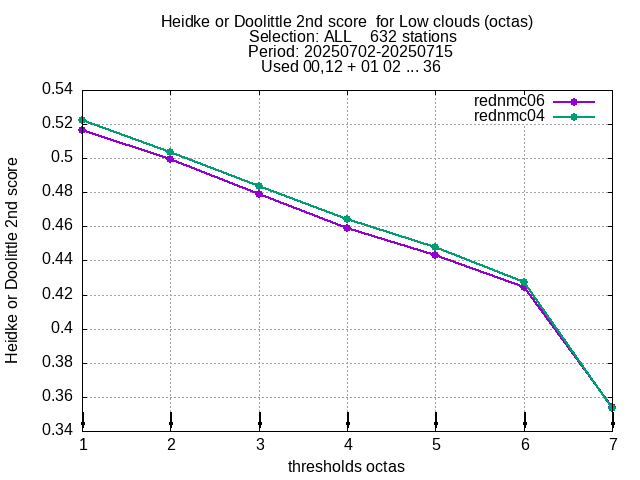 Heidke or Doolittle 2nd score  for Low clouds (octas)
Selection: ALL    632 stations
Period: 20250702-20250715
Used 00,12 + 01 02 ... 36
rednmc06
rednmc04
Heidke or Doolittle 2nd score
0.54
0.52
0.5
0.48
0.46
0.44
0.42
0.4
0.38
0.36
0.34
1 2 3 4 5 6 7
thresholds octas